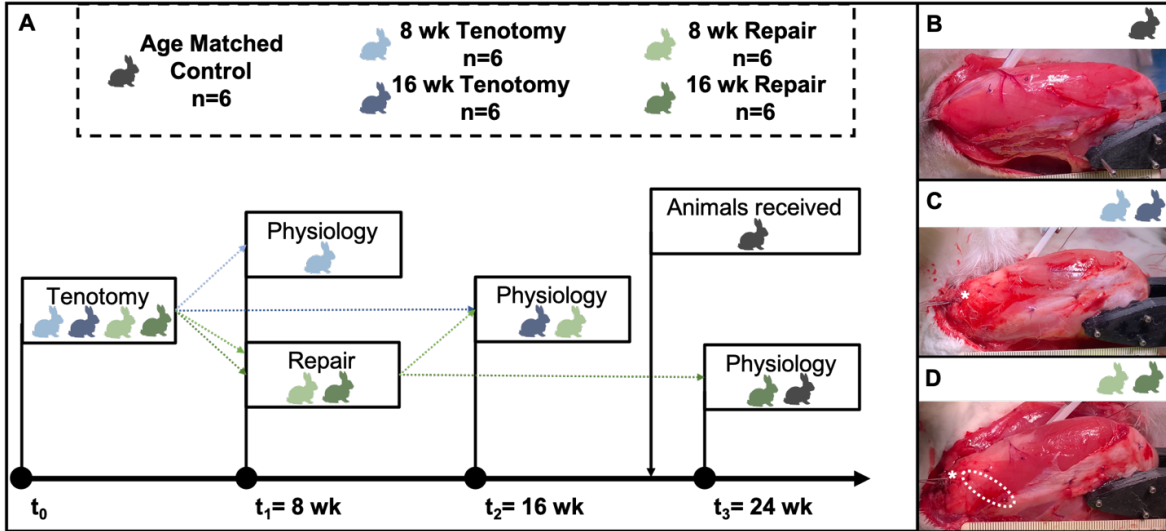 A
Age Matched
Control
n=6
8 wk Tenotomy
n=6
16 wk Tenotomy
n=6
8 wk Repair
n=6
16 wk Repair
n=6
Physiology
Animals received
Tenotomy
Physiology
Repair
Physiology
t0
t1= 8 wk
t2= 16 wk
t3= 24 wk
B
C
*
D
*